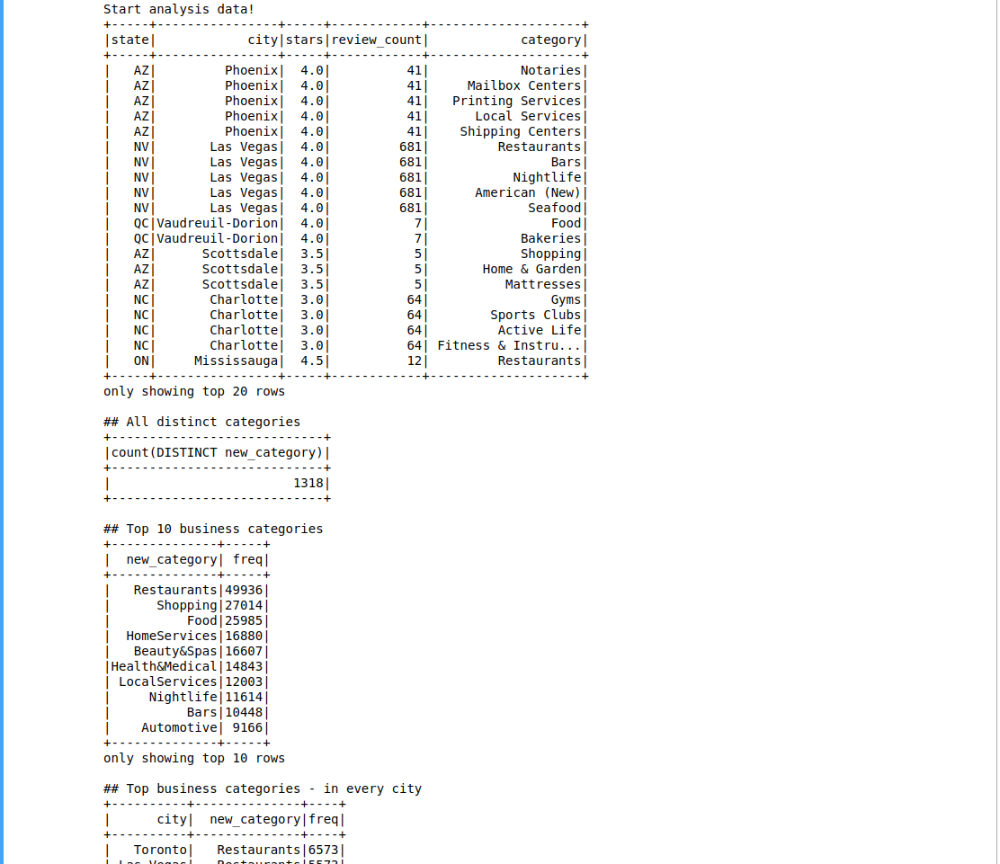 Start analysis data!
+-----+----------------+-----+------------+--------------------+
|state|            city|stars|review_count|            category|
+-----+----------------+-----+------------+--------------------+
|   AZ|         Phoenix|  4.0|          41|            Notaries|
|   AZ|         Phoenix|  4.0|          41|     Mailbox Centers|
|   AZ|         Phoenix|  4.0|          41|   Printing Services|
|   AZ|         Phoenix|  4.0|          41|      Local Services|
|   AZ|         Phoenix|  4.0|          41|    Shipping Centers|
|   NV|       Las Vegas|  4.0|         681|         Restaurants|
|   NV|       Las Vegas|  4.0|         681|                Bars|
|   NV|       Las Vegas|  4.0|         681|           Nightlife|
|   NV|       Las Vegas|  4.0|         681|      American (New)|
|   NV|       Las Vegas|  4.0|         681|             Seafood|
|   QC|Vaudreuil-Dorion|  4.0|           7|                Food|
|   QC|Vaudreuil-Dorion|  4.0|           7|            Bakeries|
|   AZ|      Scottsdale|  3.5|           5|            Shopping|
|   AZ|      Scottsdale|  3.5|           5|       Home & Garden|
|   AZ|      Scottsdale|  3.5|           5|          Mattresses|
|   NC|       Charlotte|  3.0|          64|                Gyms|
|   NC|       Charlotte|  3.0|          64|        Sports Clubs|
|   NC|       Charlotte|  3.0|          64|         Active Life|
|   NC|       Charlotte|  3.0|          64| Fitness & Instru...|
|   ON|     Mississauga|  4.5|          12|         Restaurants|
+-----+----------------+-----+------------+--------------------+
only showing top 20 rows
## All distinct categories
+----------------------------+
|count(DISTINCT new_category)|
+----------------------------+
|                        1318|
+----------------------------+
## Top 10 business categories
+--------------+-----+
|  new_category| freq|
+--------------+-----+
|   Restaurants|49936|
|      Shopping|27014|
|          Food|25985|
|  HomeServices|16880|
|   Beauty&Spas|16607|
|Health&Medical|14843|
| LocalServices|12003|
|     Nightlife|11614|
|          Bars|10448|
|    Automotive| 9166|
+--------------+-----+
only showing top 10 rows
## Top business categories - in every city
+----------+--------------+----+
|      city|  new_category|freq|
+----------+--------------+----+
|   Toronto|   Restaurants|6573|
| Las Vegas|   Restaurants|5573|